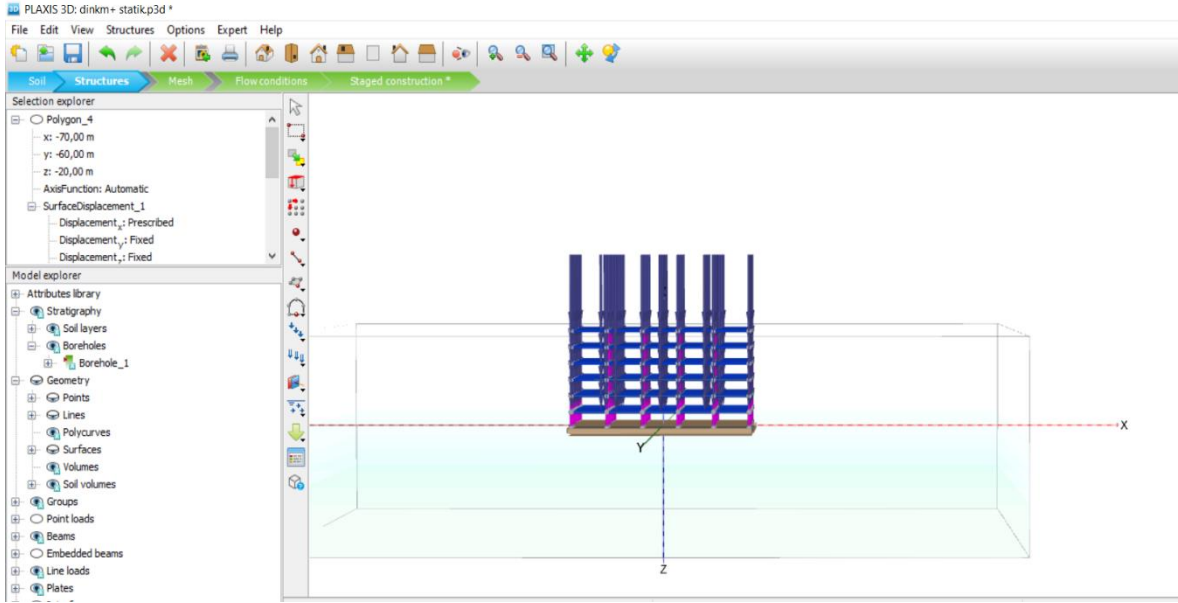 PLAXIS 3D: dinkm+ statik.p3d *
File Edit View Structures Options Expert Help
Soil Structures Mesh Flow conditions Staged construction *
Selection explorer
Polygon_4
x: -70,00 m
y: -60,00 m
z: -20,00 m
AxisFunction: Automatic
SurfaceDisplacement_1
Displacementx: Prescribed
Displacementy: Fixed
Displacementz: Fixed
Model explorer
Attributes library
Stratigraphy
Soil layers
Boreholes
Borehole_1
Geometry
Points
Lines
Polycurves
Surfaces
Volumes
Soil volumes
Groups
Point loads
Beams
Embedded beams
Line loads
Plates
X
Y
Z